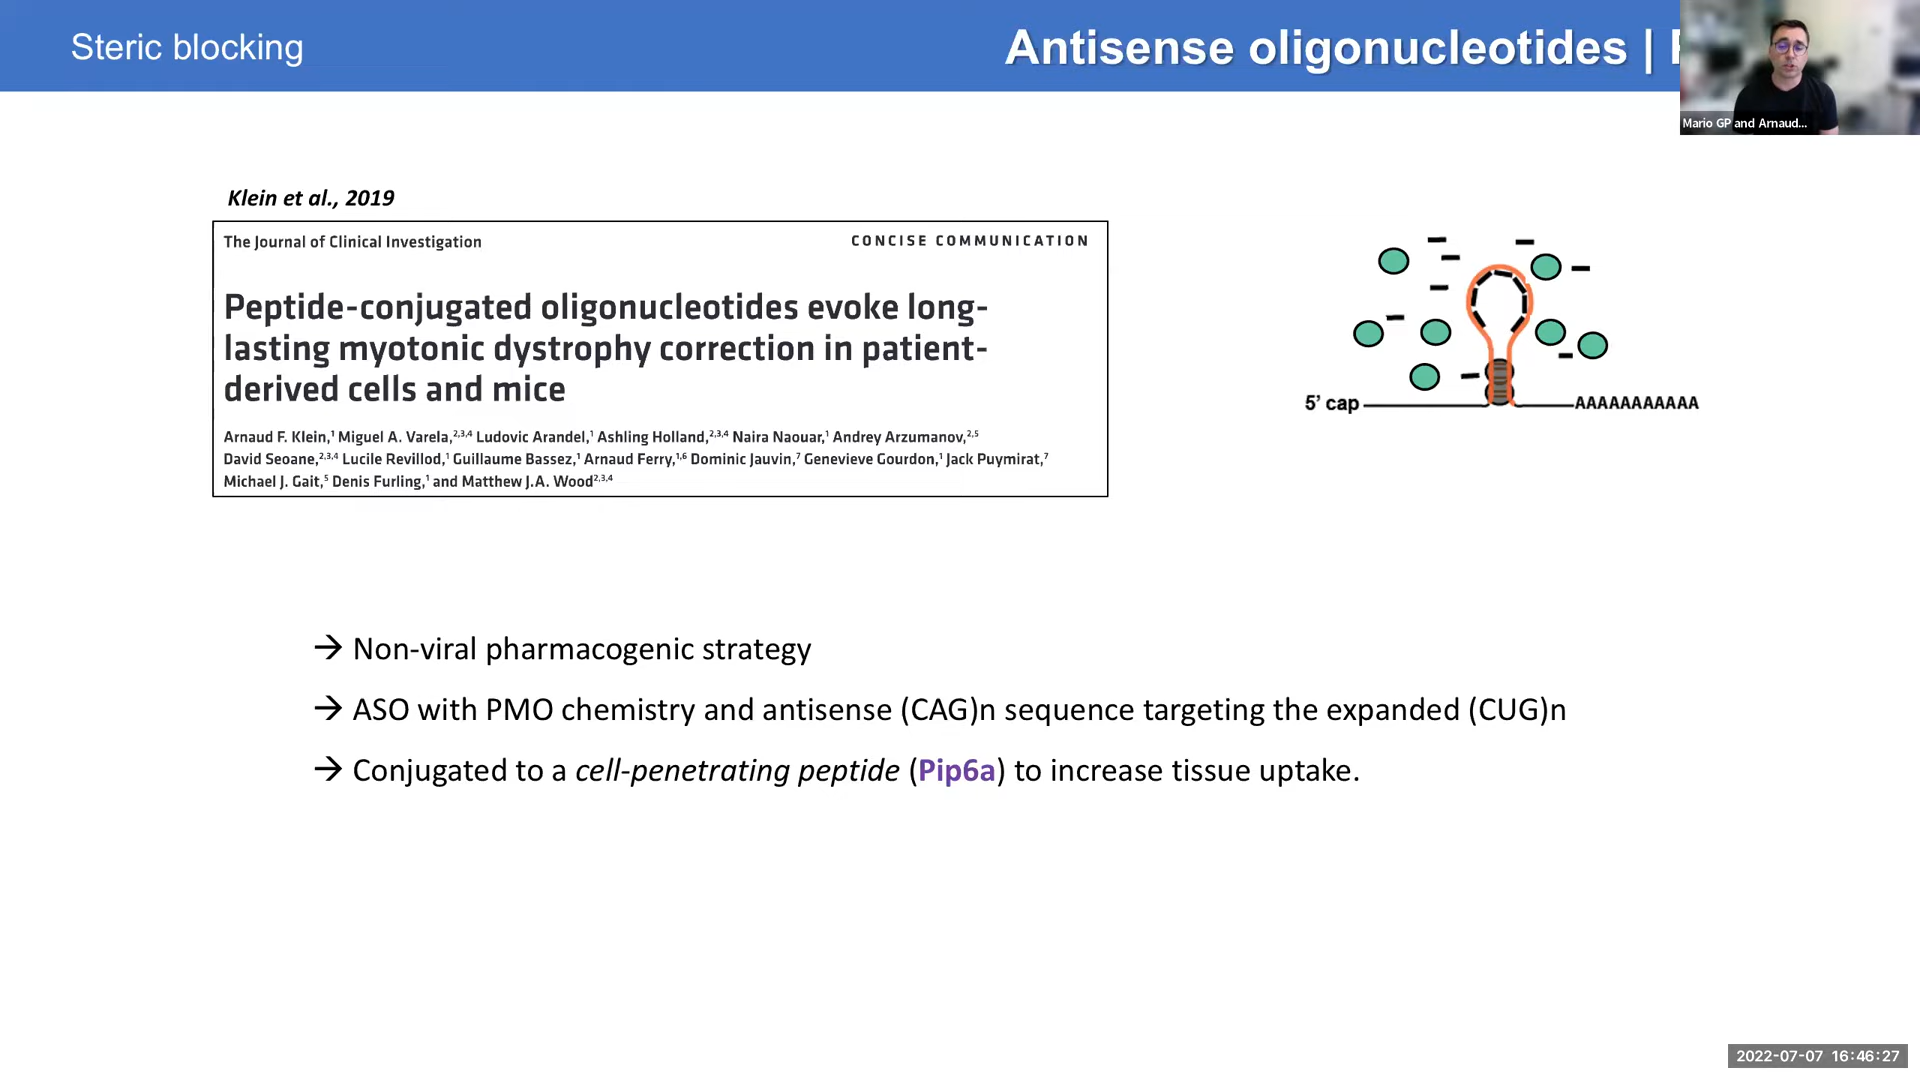 Steric blocking
Antisense oligonucleotides |
Mario GP and Arnaud...
Klein et al., 2019
The Journal of Clinical Investigation
CONCISE COMMUNICATION
Peptide-conjugated oligonucleotides evoke long-
lasting myotonic dystrophy correction in patient-
derived cells and mice
Arnaud F. Klein,¹ Miguel A. Varela,²,³,⁴ Ludovic Arandel,¹ Ashling Holland,²,³,⁴ Naira Naouar,¹ Andrey Arzumanov,²,⁵
David Seoane,²,³,⁴ Lucile Revillod,¹ Guillaume Bassez,¹ Arnaud Ferry,¹,⁶ Dominic Jauvin,⁷ Genevieve Gourdon,¹ Jack Puymirat,⁷
Michael J. Gait,⁵ Denis Furling,¹ and Matthew J.A. Wood²,³,⁴
5' cap
AAAAAAAAAAA
→ Non-viral pharmacogenic strategy
→ ASO with PMO chemistry and antisense (CAG)n sequence targeting the expanded (CUG)n
→ Conjugated to a cell-penetrating peptide (Pip6a) to increase tissue uptake.
2022-07-07 16:46:27